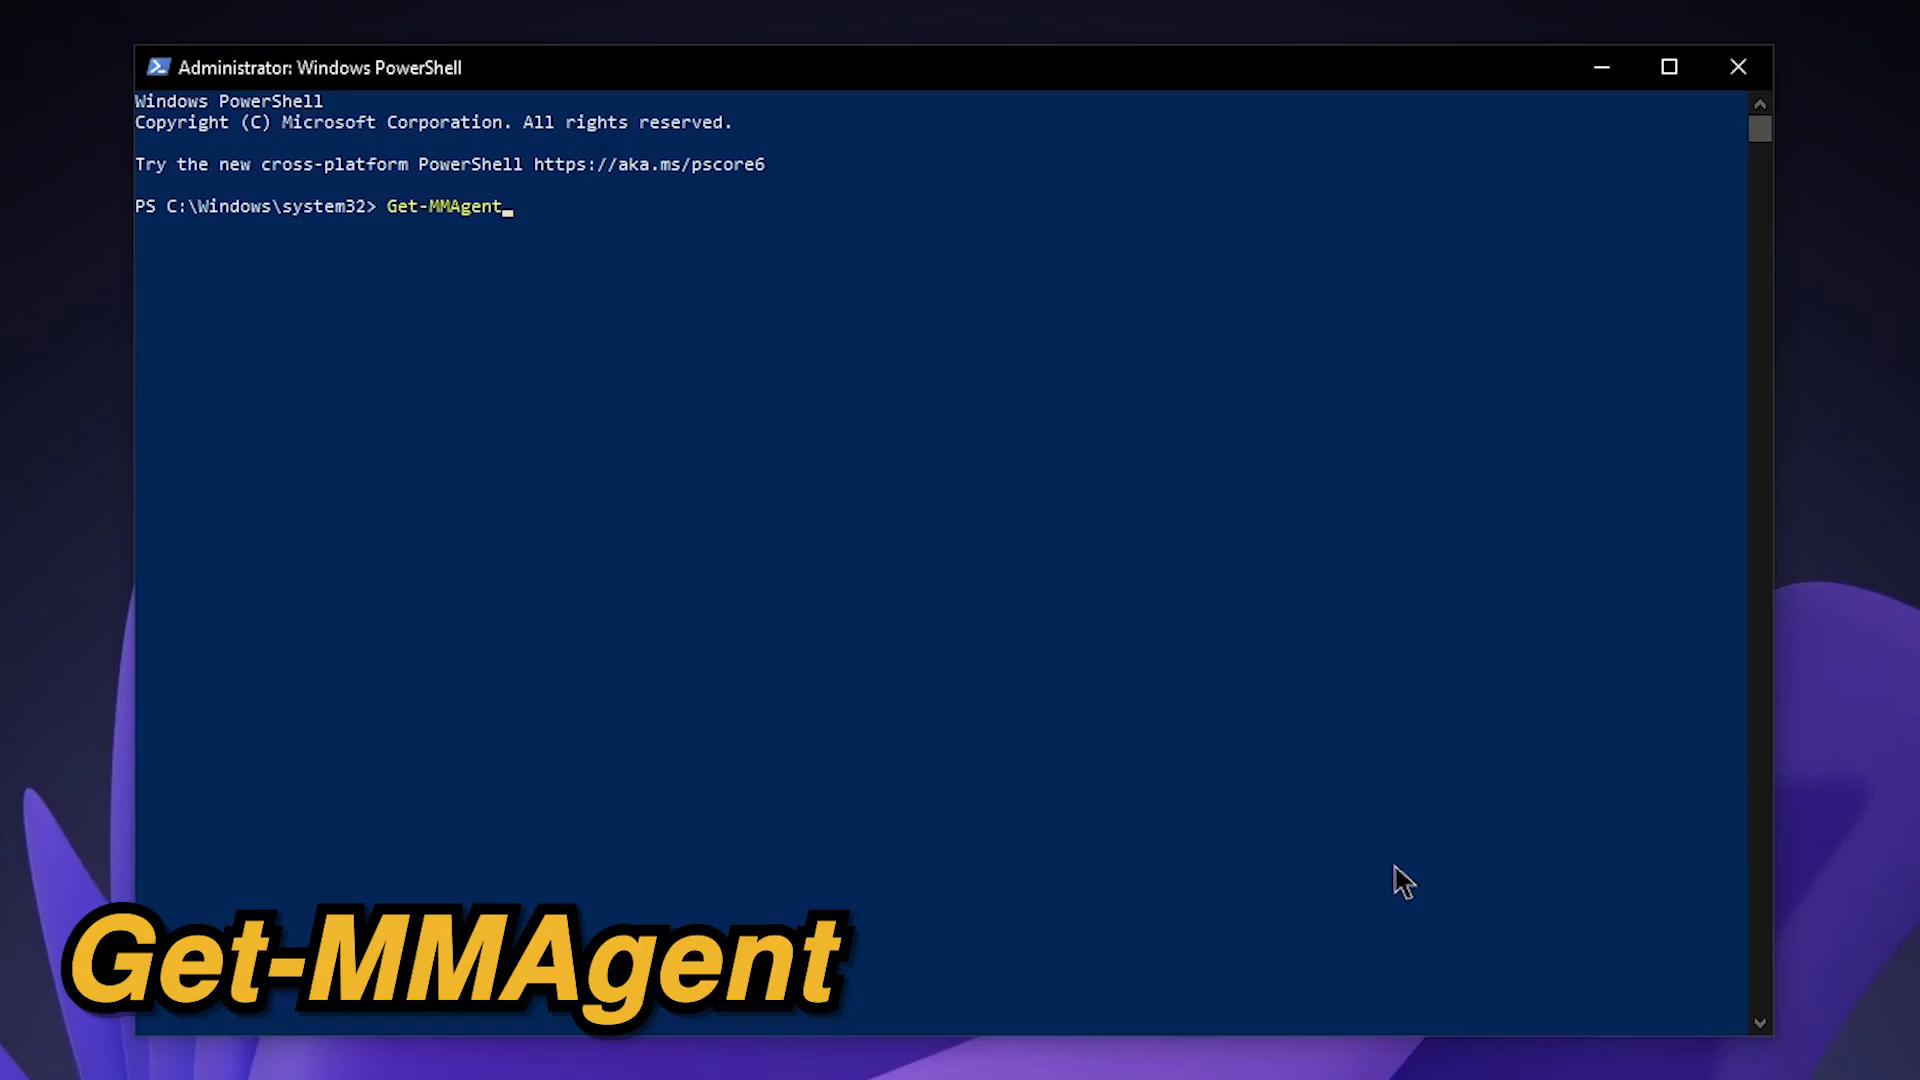 Administrator: Windows PowerShell
Windows PowerShell
Copyright (C) Microsoft Corporation. All rights reserved.
Try the new cross-platform PowerShell https://aka.ms/pscore6
PS C:\Windows\system32> Get-MMAgent
Get-MMAgent